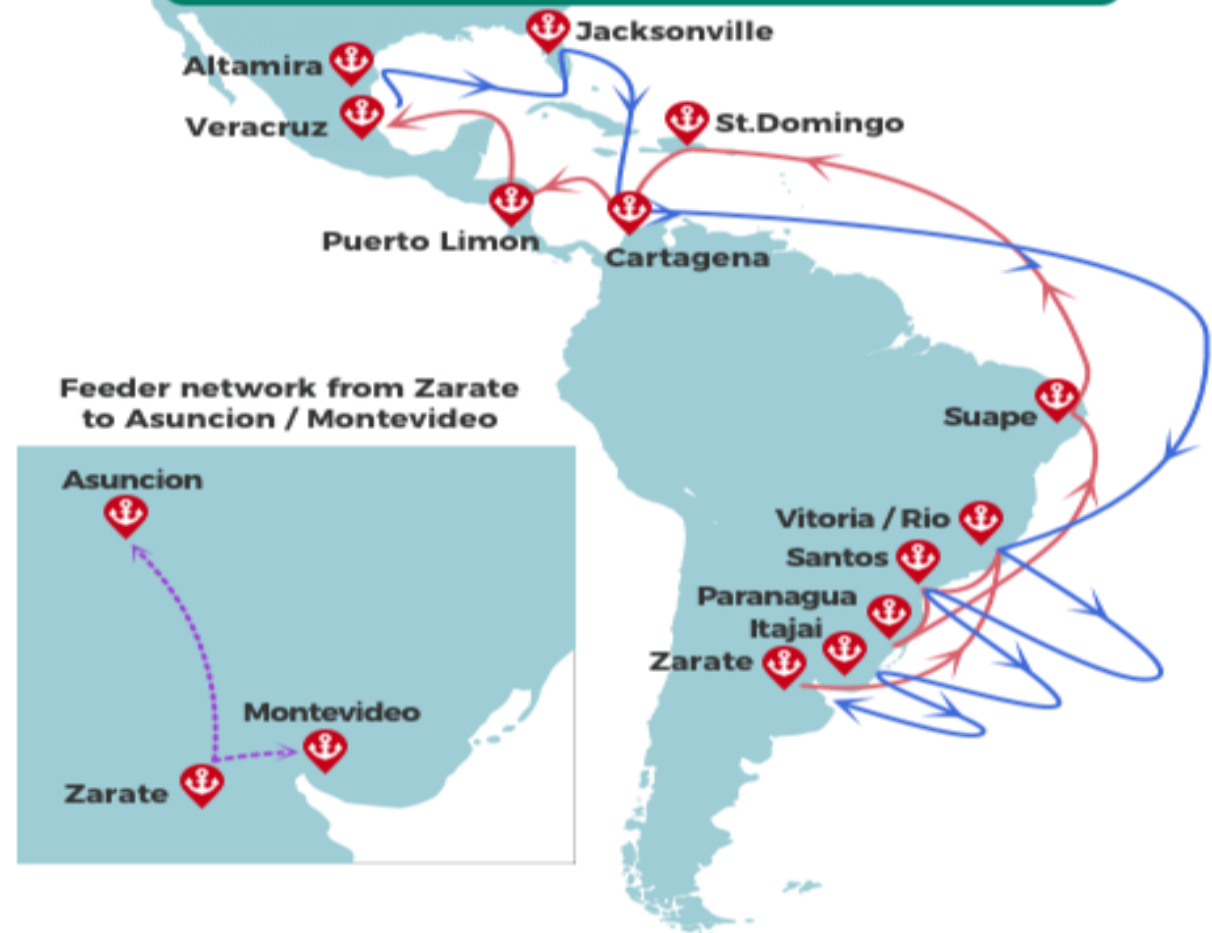 Jacksonville
Altamira
St.Domingo
Veracruz
Puerto Limon
Cartagena
Feeder network from Zarate
to Asuncion / Montevideo
Suape
Asuncion
Vitoria / Rio
Santos
Paranagua
Itajai
Zarate
Montevideo
Zarate